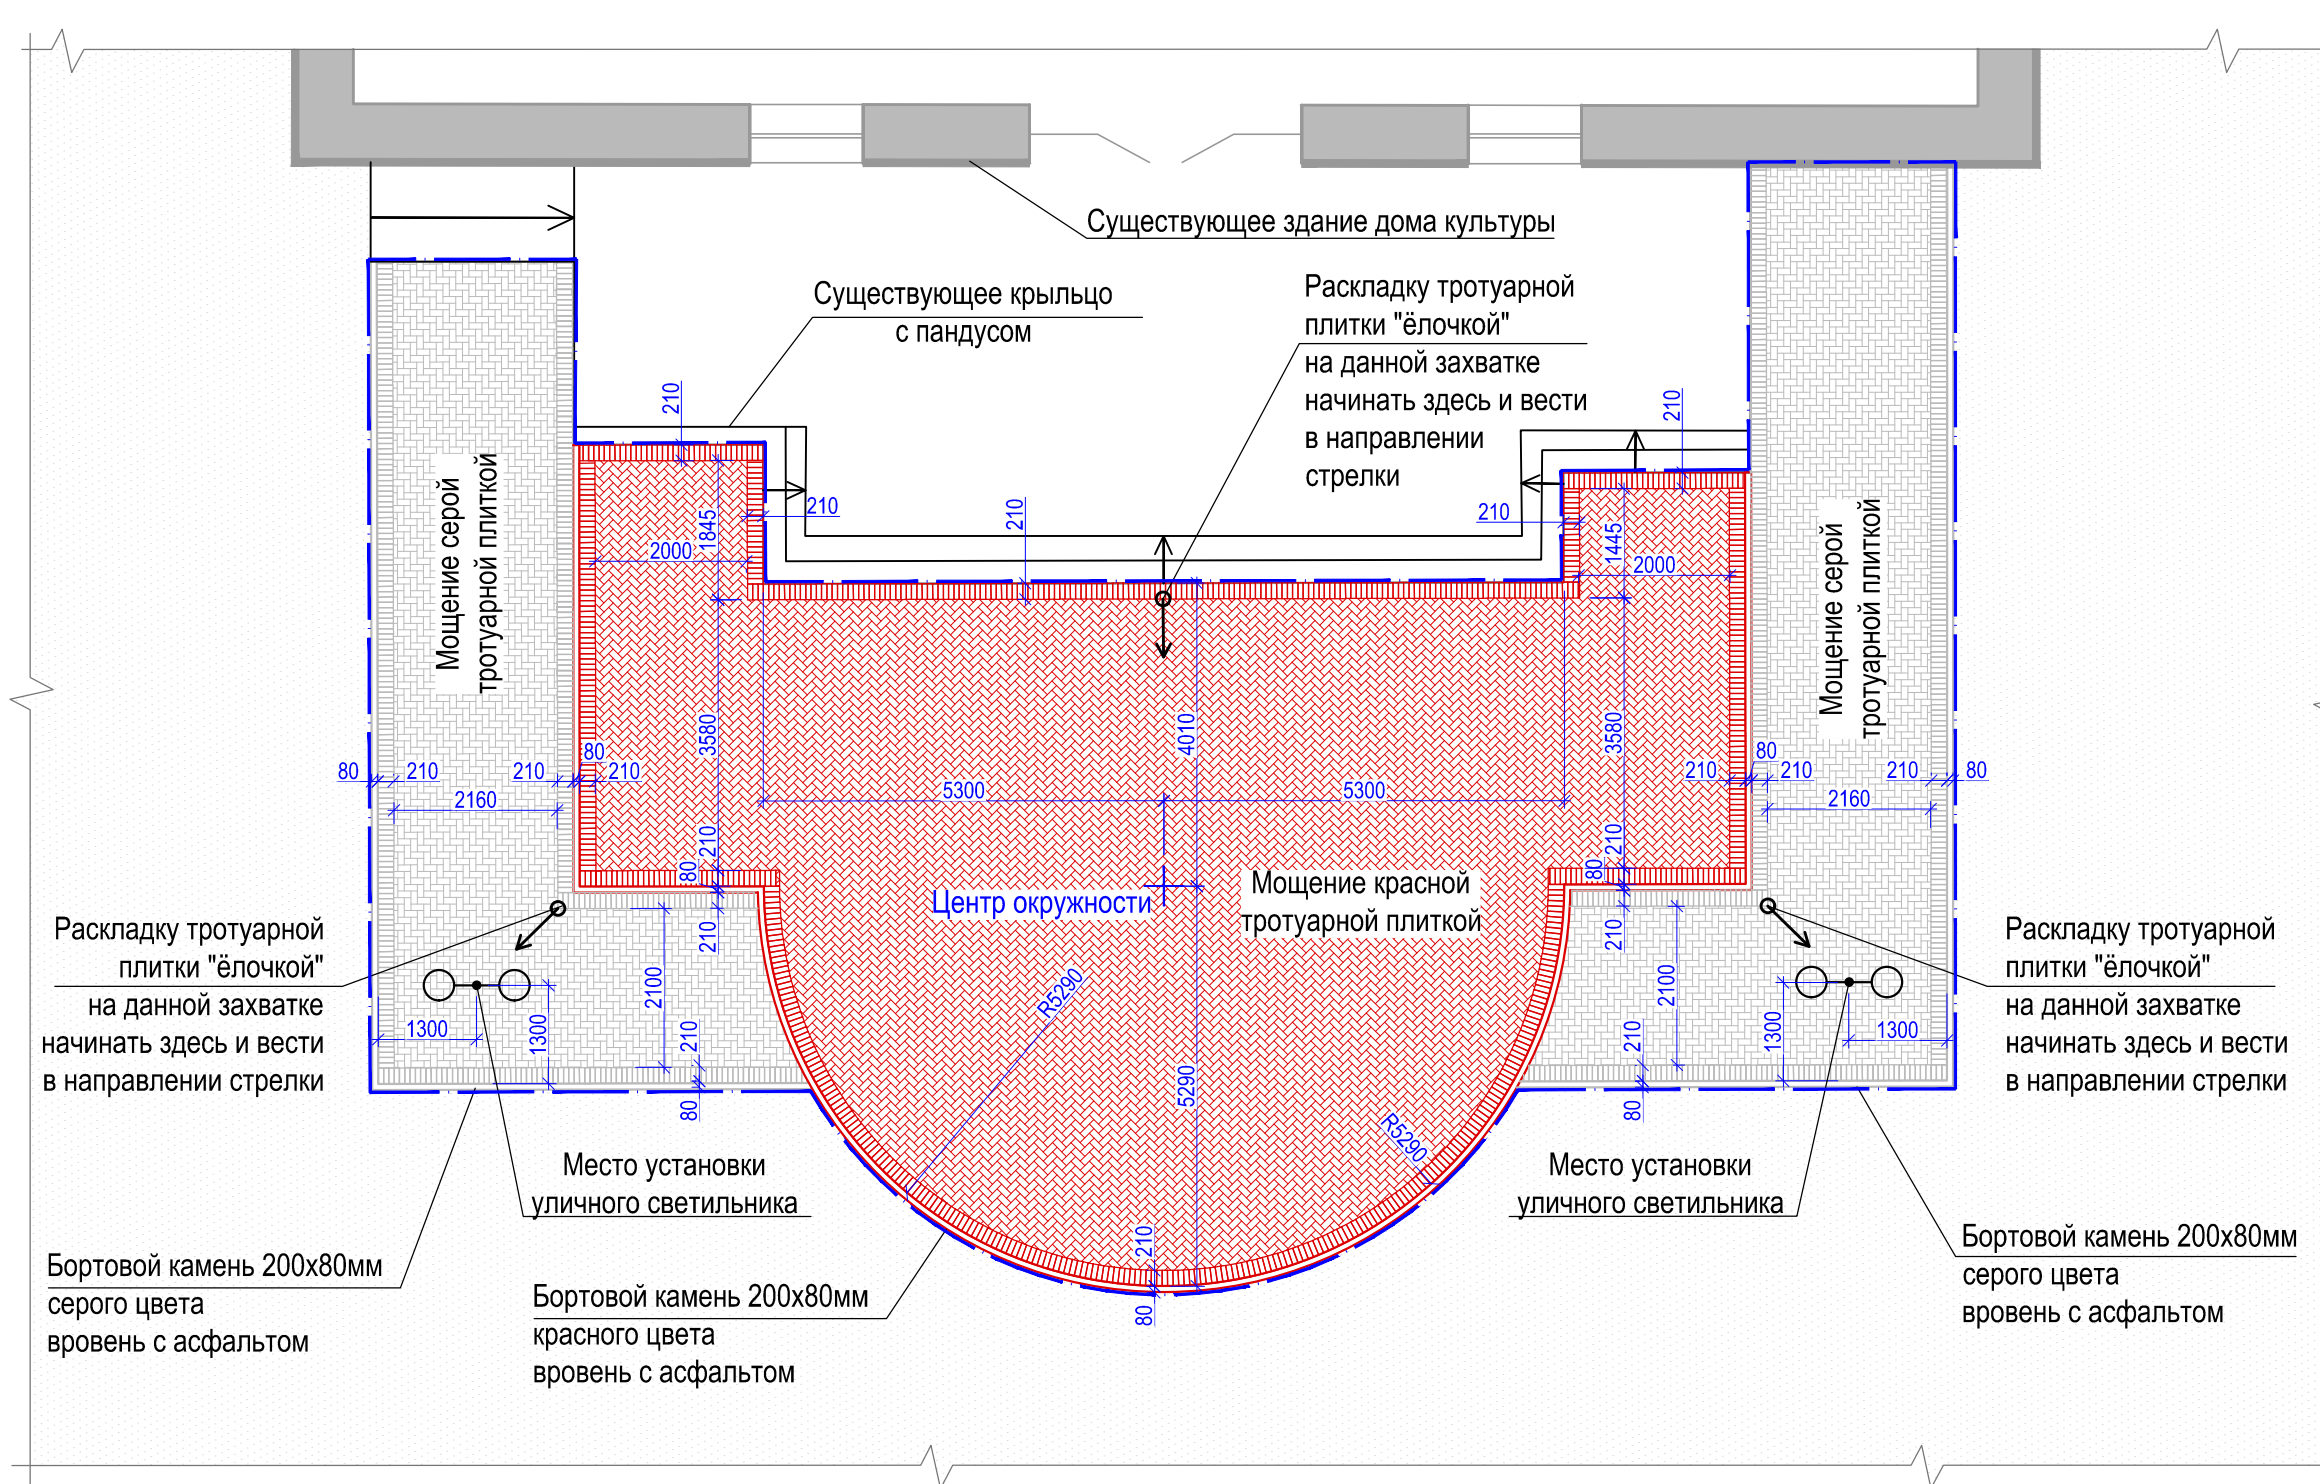 Существующее здание дома культуры
Существующее крыльцо
с пандусом
Раскладку тротуарной
плитки "ёлочкой"
на данной захватке
начинать здесь и вести
в направлении
стрелки
210
210
210
210
210
210
1845
1445
2000
2000
Мощение серой
тротуарной плиткой
Мощение серой
тротуарной плиткой
3580
4010
3580
80
80
80
210
210
210
210
210
210
80
2160
5300
5300
2160
210
210
80
80
Центр окружности
Мощение красной
тротуарной плиткой
210
210
Раскладку тротуарной
плитки "ёлочкой"
на данной захватке
начинать здесь и вести
в направлении стрелки
Раскладку тротуарной
плитки "ёлочкой"
на данной захватке
начинать здесь и вести
в направлении стрелки
2100
2100
R5290
R5290
1300
1300
1300
1300
210
210
80
80
5290
210
80
Место установки
уличного светильника
Место установки
уличного светильника
Бортовой камень 200х80мм
серого цвета
вровень с асфальтом
Бортовой камень 200х80мм
красного цвета
вровень с асфальтом
Бортовой камень 200х80мм
серого цвета
вровень с асфальтом